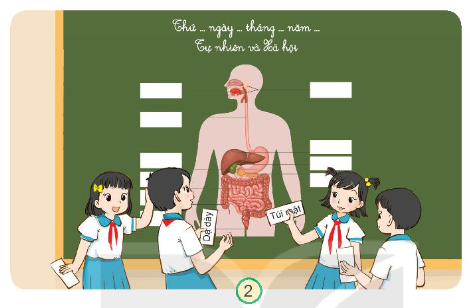 Thứ ... ngày ... tháng ... năm ...
Tự nhiên và Xã hội
Dạ dày
Túi mật
2